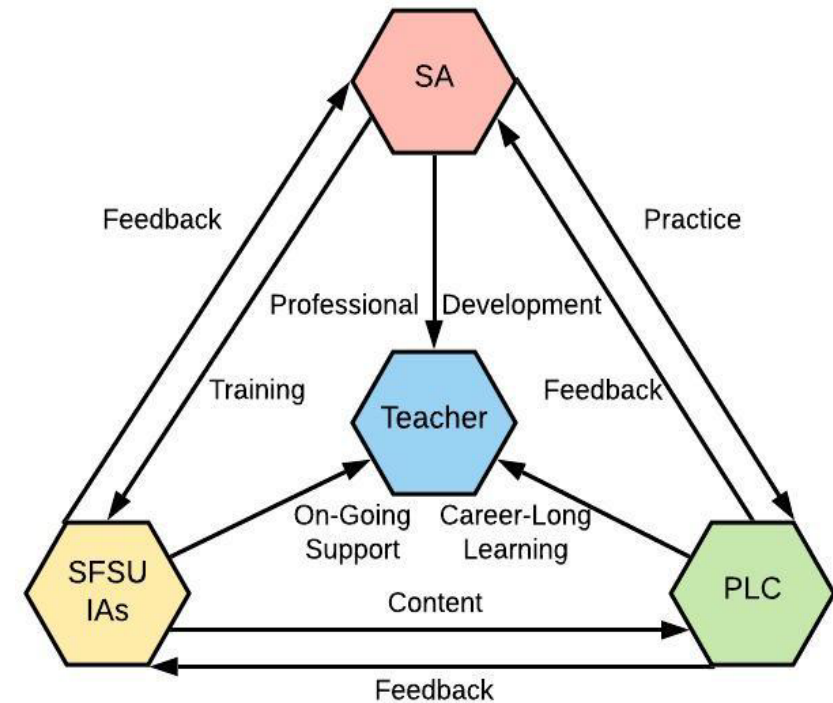 SA
Feedback
Practice
Professional Development
Training
Feedback
Teacher
On-Going
Support
Career-Long
Learning
SFSU
IAs
PLC
Content
Feedback